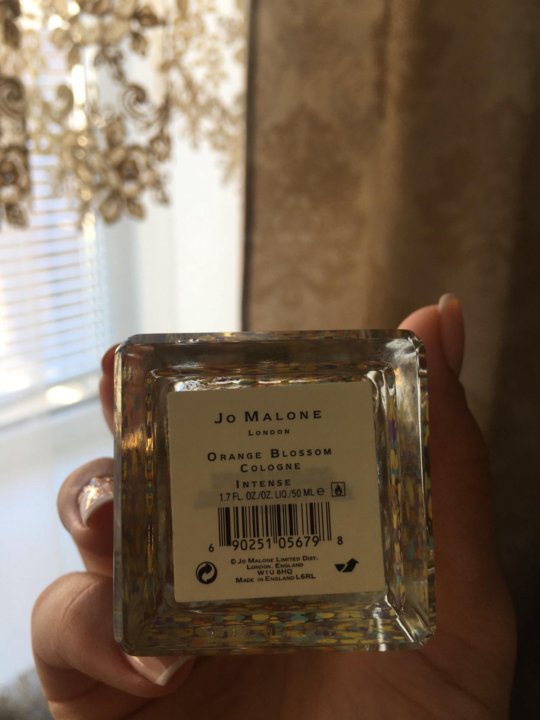 JO MALONE
LONDON
ORANGE BLOSSOM
COLOGNE
INTENSE
1.7 FL. OZ./OZ. LIQ./50 ML e
6 90251 05679 8
© JO MALONE LIMITED DIST.
LONDON, ENGLAND
W1U 6HQ
MADE IN ENGLAND L6RL